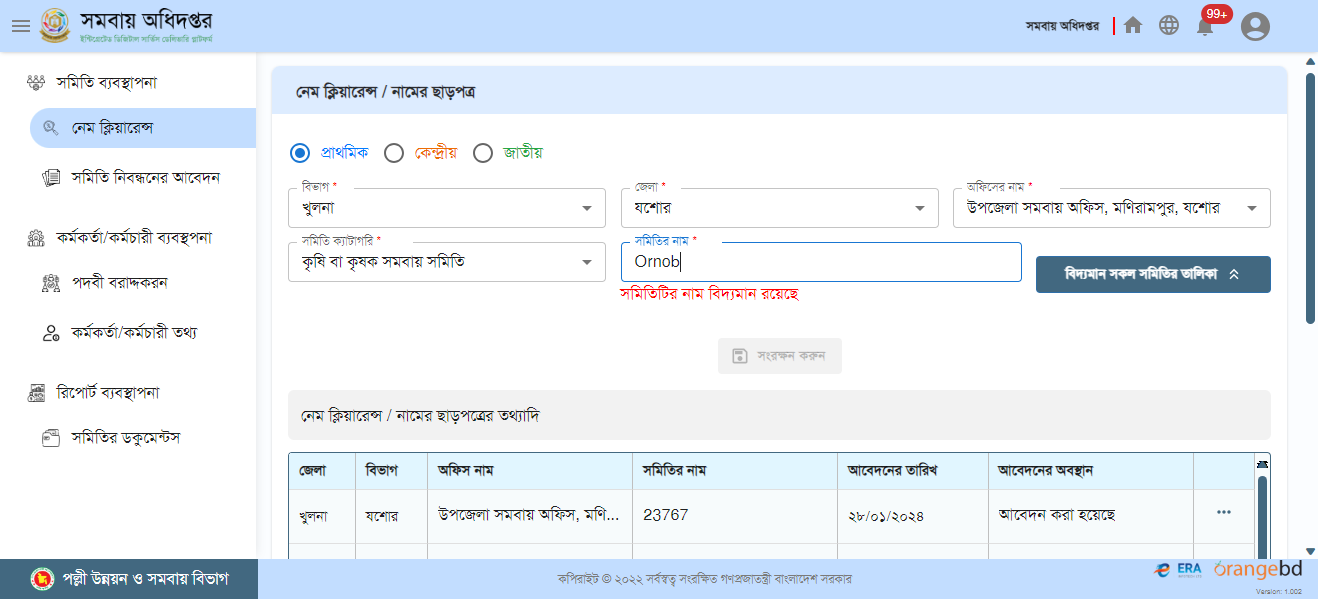 সমবায় অধিদপ্তর
ইন্টিগ্রেটেড ডিজিটাল সার্ভিস ডেলিভারি প্লাটফর্ম
সমবায় অধিদপ্তর
99+
সমিতি ব্যবস্থাপনা
নেম ক্লিয়ারেন্স
সমিতি নিবন্ধনের আবেদন
কর্মকর্তা/কর্মচারী ব্যবস্থাপনা
পদবী বরাদ্দকরন
কর্মকর্তা/কর্মচারী তথ্য
রিপোর্ট ব্যবস্থাপনা
সমিতির ডকুমেন্টস
পল্লী উন্নয়ন ও সমবায় বিভাগ
নেম ক্লিয়ারেন্স / নামের ছাড়পত্র
প্রাথমিক কেন্দ্রীয় জাতীয়
বিভাগ * জেলা * অফিসের নাম *
খুলনা যশোর উপজেলা সমবায় অফিস, মণিরামপুর, যশোর
সমিতি ক্যাটাগরি * সমিতির নাম *
কৃষি বা কৃষক সমবায় সমিতি Ornob
বিদ্যমান সকল সমিতির তালিকা
সমিতিটির নাম বিদ্যমান রয়েছে
সংরক্ষন করুন
নেম ক্লিয়ারেন্স / নামের ছাড়পত্রের তথ্যাদি
জেলা বিভাগ অফিস নাম সমিতির নাম আবেদনের তারিখ আবেদনের অবস্থান
খুলনা যশোর উপজেলা সমবায় অফিস, মণি... 23767 ২৮/০১/২০২৪ আবেদন করা হয়েছে
কপিরাইট © ২০২২ সর্বস্বত্ব সংরক্ষিত গণপ্রজাতন্ত্রী বাংলাদেশ সরকার
ERA orangebd
Version: 1.002